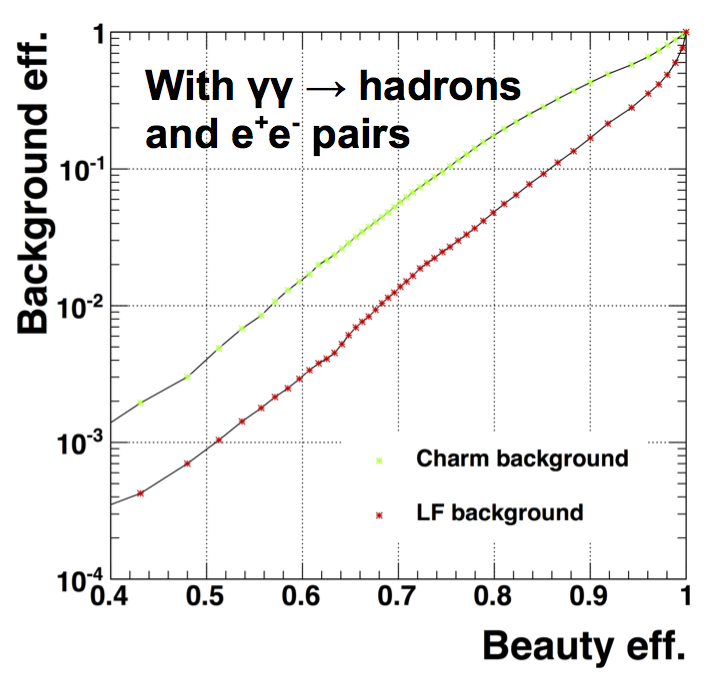 With γγ → hadrons
and e⁺e⁻ pairs
Background eff.
1
10⁻¹
10⁻²
10⁻³
10⁻⁴
Charm background
LF background
0.4 0.5 0.6 0.7 0.8 0.9 1
Beauty eff.